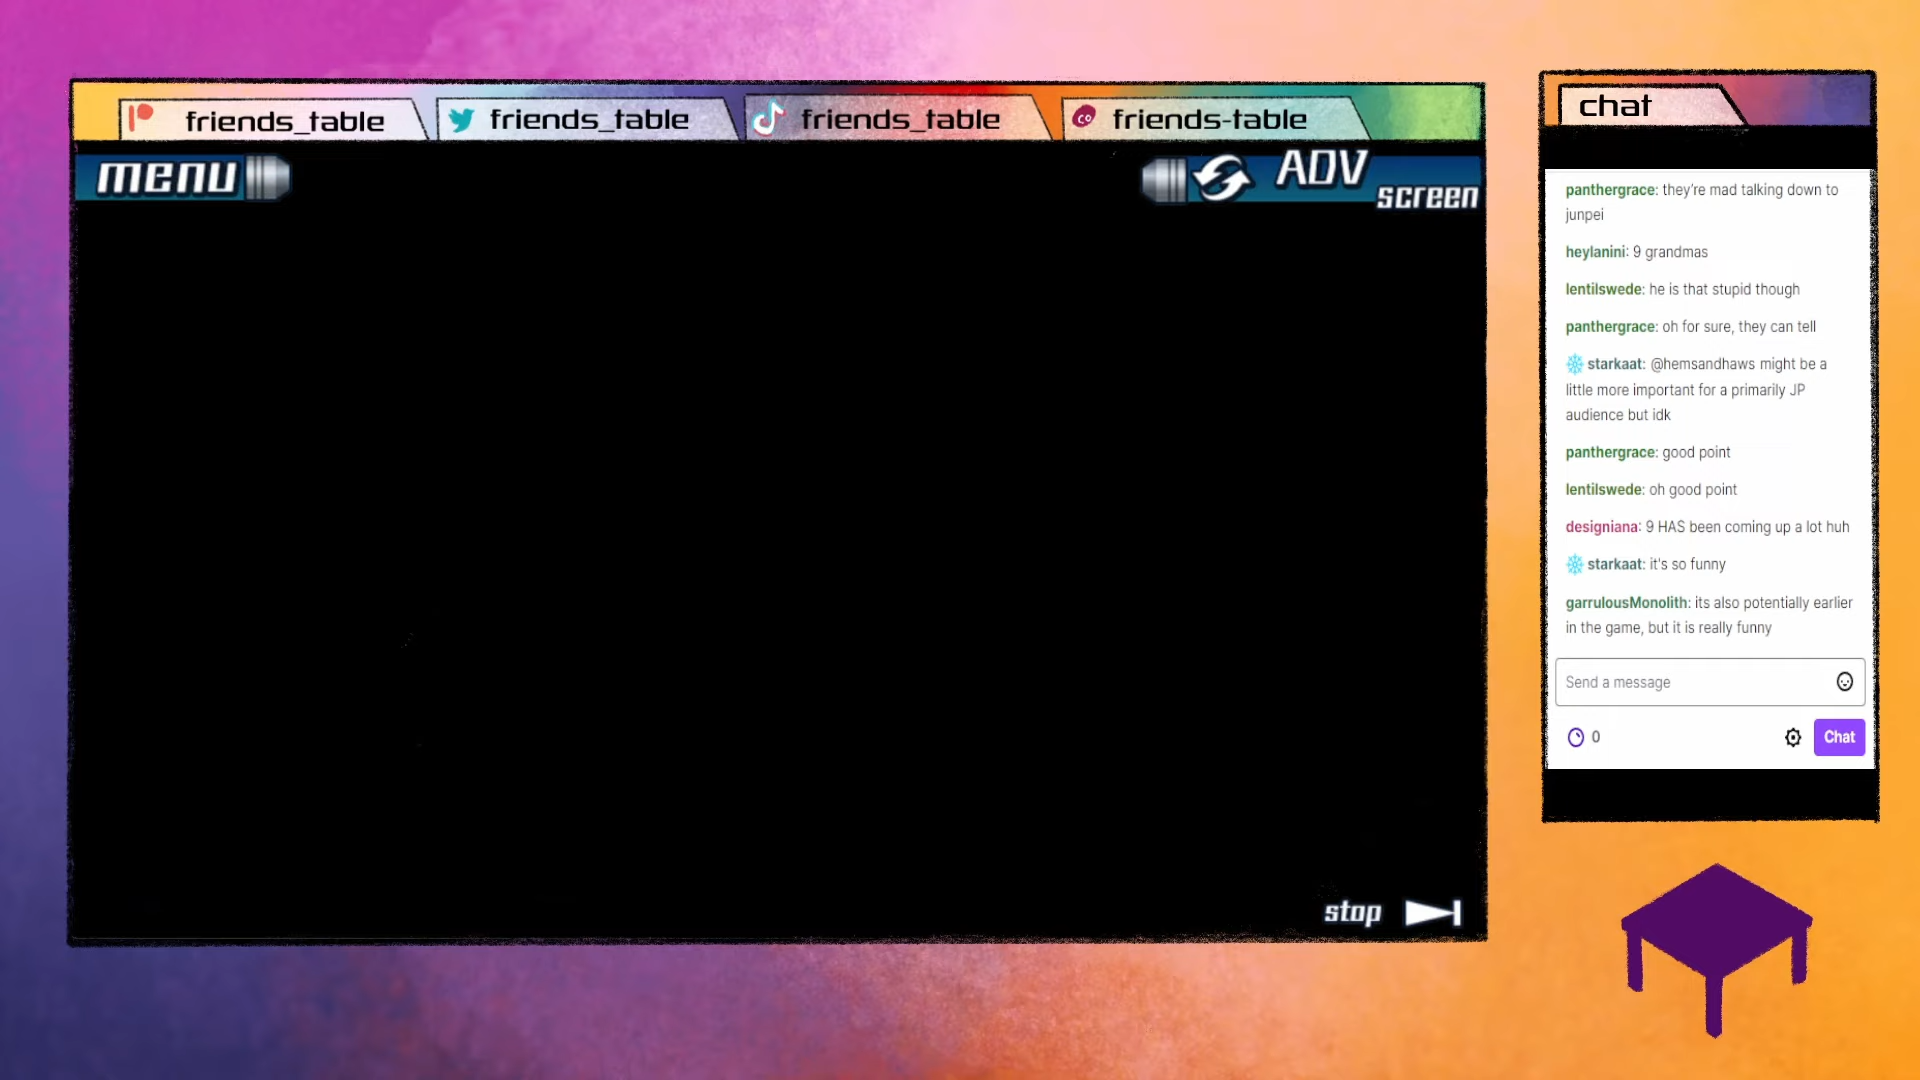 friends_table
friends_table
friends_table
friends-table
menu
ADV
screen
stop
chat
panthergrace: they're mad talking down to
junpei
heylanini: 9 grandmas
lentilswede: he is that stupid though
panthergrace: oh for sure, they can tell
starkaat: @hemsandhaws might be a
little more important for a primarily JP
audience but idk
panthergrace: good point
lentilswede: oh good point
designiana: 9 HAS been coming up a lot huh
starkaat: it's so funny
garrulousMonolith: its also potentially earlier
in the game, but it is really funny
Send a message
0
Chat